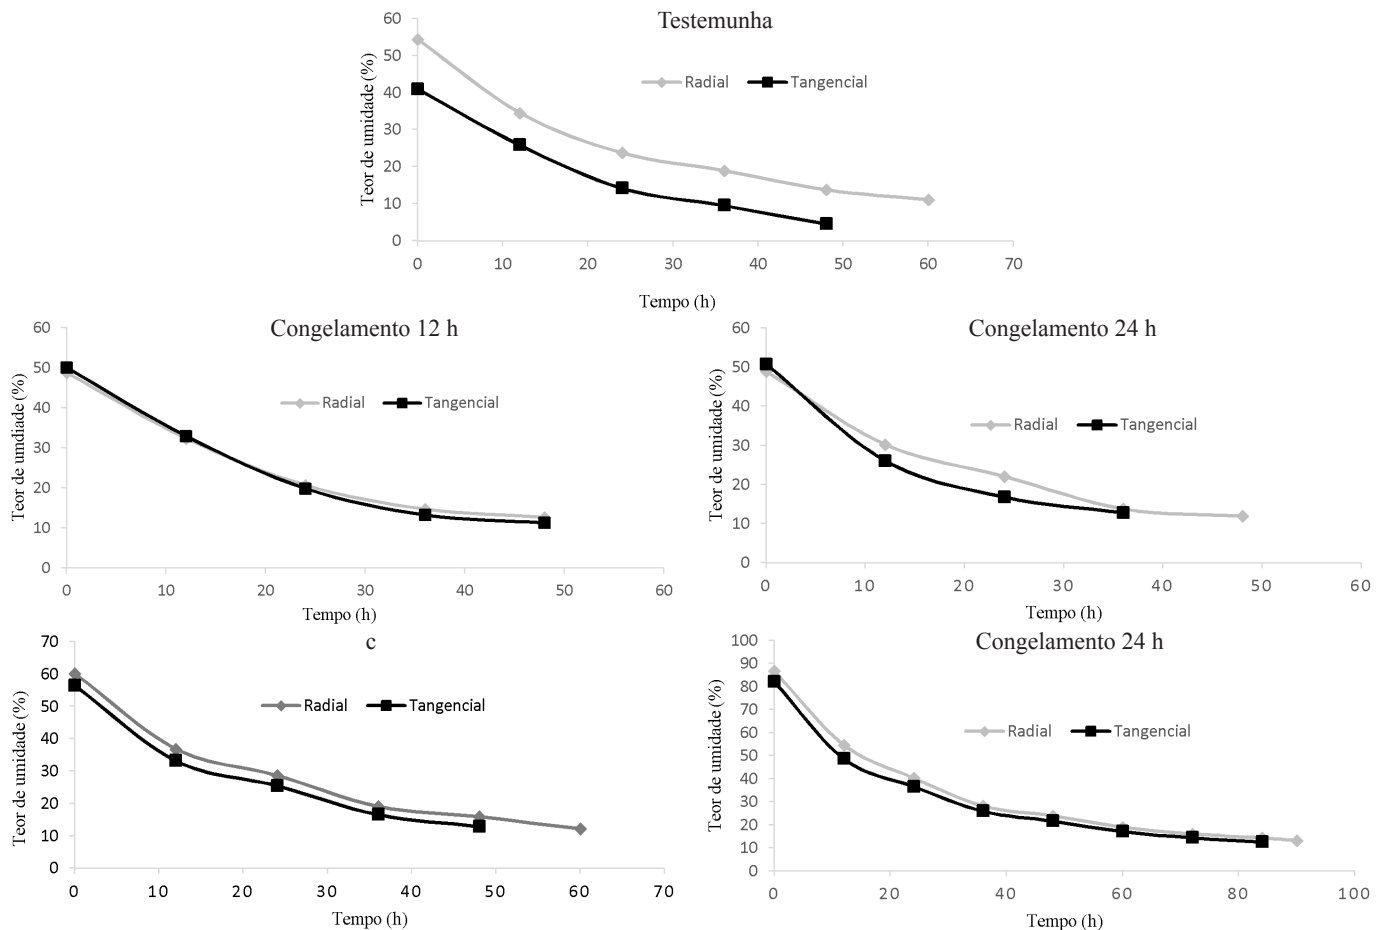 Testemunha
Teor de umidade (%)
60
50
40
30
20
10
0
Radial Tangencial
0 10 20 30 40 50 60 70
Tempo (h)
Congelamento 12 h
Teor de umdiade (%)
60
50
40
30
20
10
0
Radial Tangencial
0 10 20 30 40 50 60
Tempo (h)
Congelamento 24 h
Teor de umidade (%)
60
50
40
30
20
10
0
Radial Tangencial
0 10 20 30 40 50 60
Tempo (h)
c
Teor de umidade (%)
70
60
50
40
30
20
10
0
Radial Tangencial
0 10 20 30 40 50 60 70
Tempo (h)
Congelamento 24 h
Teor de umidade (%)
100
90
80
70
60
50
40
30
20
10
0
Radial Tangencial
0 20 40 60 80 100
Tempo (h)